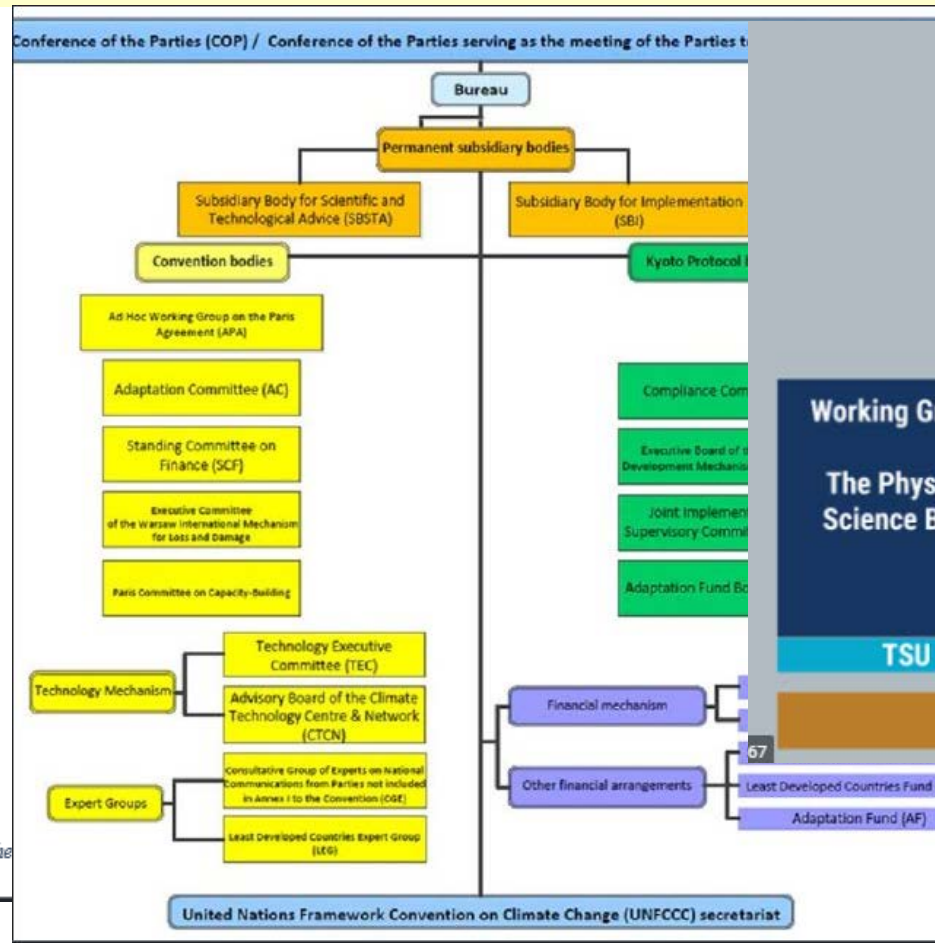 Conference of the Parties (COP) / Conference of the Parties serving as the meeting of the Parties t
Bureau
Permanent subsidiary bodies
Subsidiary Body for Scientific and
Technological Advice (SBSTA)
Subsidiary Body for Implementation
(SBI)
Convention bodies
Kyoto Protocol
Ad Hoc Working Group on the Paris
Agreement (APA)
Adaptation Committee (AC)
Standing Committee on
Finance (SCF)
Executive Committee
of the Warsaw International Mechanism
for Loss and Damage
Paris Committee on Capacity-Building
Compliance Com
Executive Board of t
Development Mechanis
Joint Implemen
Supervisory Commit
Adaptation Fund Bo
Working G
The Phys
Science B
TSU
67
Technology Mechanism
Technology Executive
Committee (TEC)
Advisory Board of the Climate
Technology Centre & Network
(CTCN)
Expert Groups
Consultative Group of Experts on National
Communications from Parties not included
in Annex I to the Convention (CGE)
Least Developed Countries Expert Group
(LEG)
Financial mechanism
Other financial arrangements
Least Developed Countries Fund
Adaptation Fund (AF)
he
United Nations Framework Convention on Climate Change (UNFCCC) secretariat